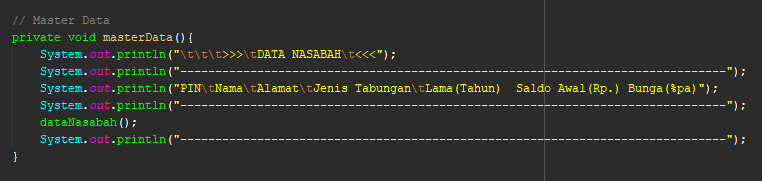 // Master Data
private void masterData(){
System.out.println("\t\t\t>>>\tDATA NASABAH\t<<<");
System.out.println("------------------------------------------------------------------------------");
System.out.println("PIN\tNama\tAlamat\tJenis Tabungan\tLama(Tahun)  Saldo Awal(Rp.) Bunga(%pa)");
System.out.println("------------------------------------------------------------------------------");
dataNasabah();
System.out.println("------------------------------------------------------------------------------");
}